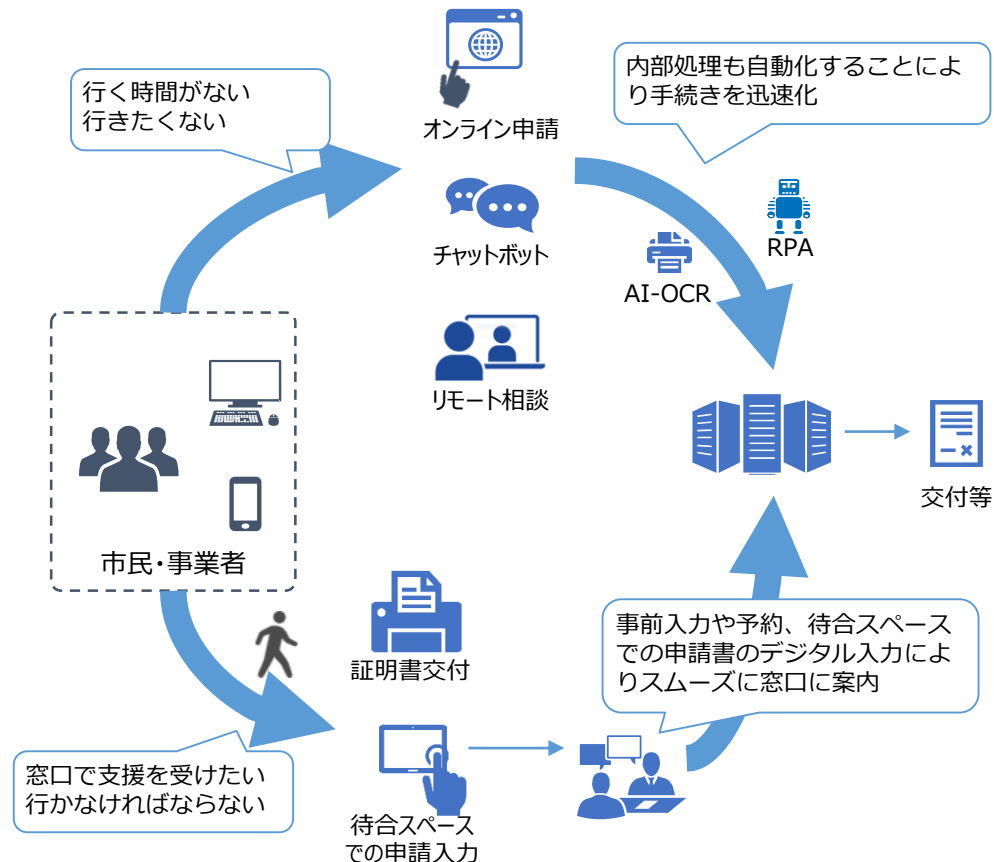 行く時間がない
行きたくない
オンライン申請
内部処理も自動化することによ
り手続きを迅速化
チャットボット
RPA
AI-OCR
リモート相談
市民・事業者
交付等
証明書交付
事前入力や予約、待合スペース
での申請書のデジタル入力によ
りスムーズに窓口に案内
窓口で支援を受けたい
行かなければならない
待合スペース
での申請入力